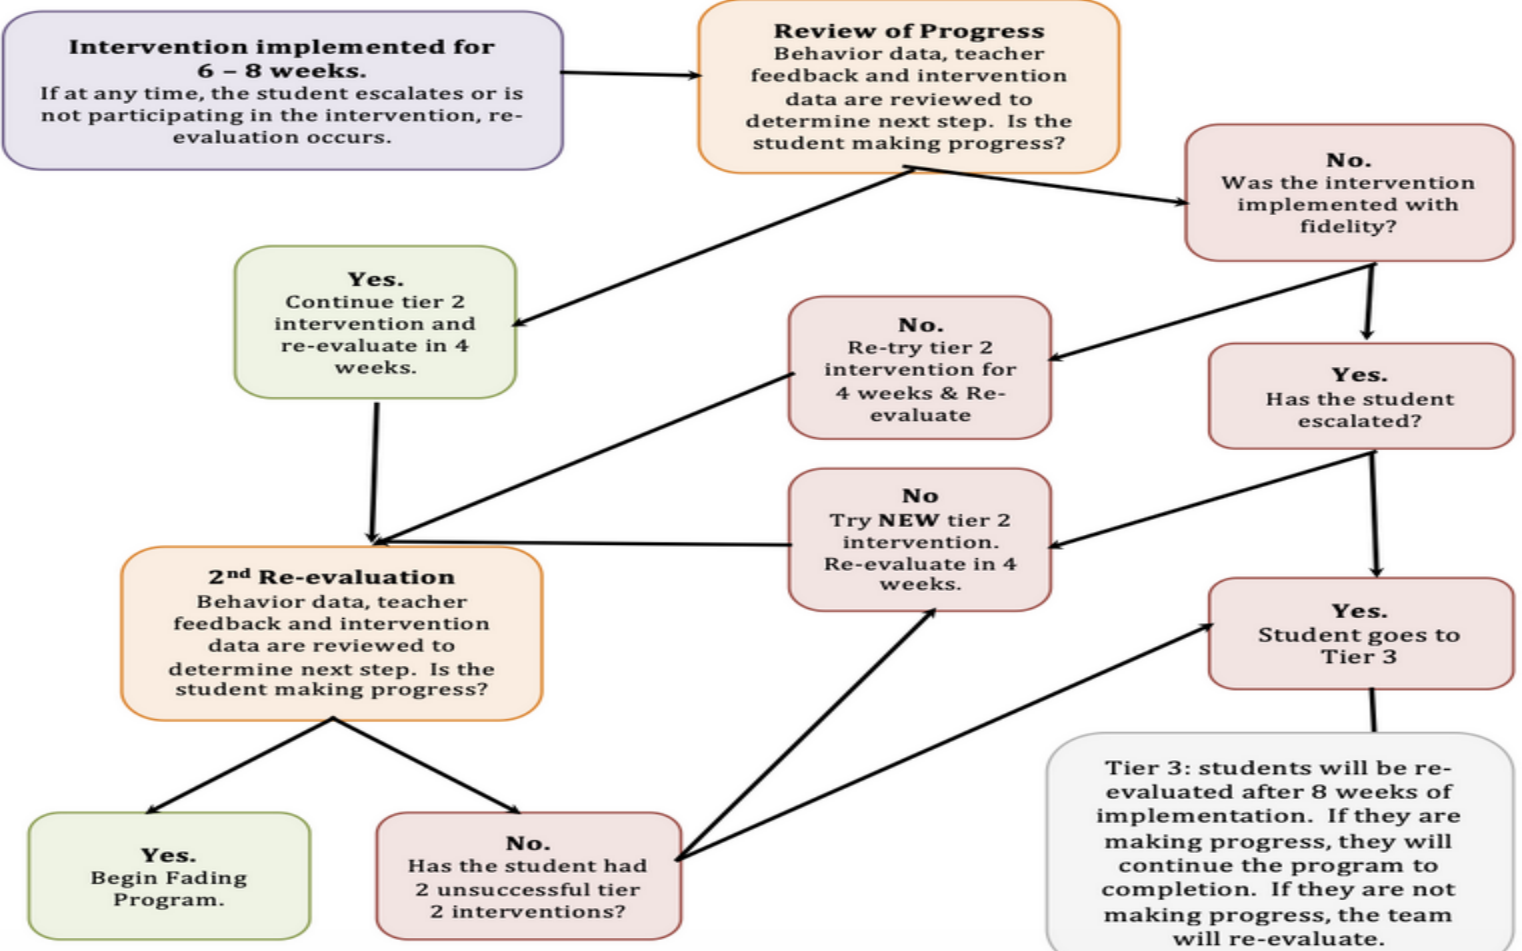 Intervention implemented for
6 – 8 weeks.
If at any time, the student escalates or is
not participating in the intervention, re-
evaluation occurs.
Review of Progress
Behavior data, teacher
feedback and intervention
data are reviewed to
determine next step.  Is the
student making progress?
No.
Was the intervention
implemented with
fidelity?
Yes.
Continue tier 2
intervention and
re-evaluate in 4
weeks.
No.
Re-try tier 2
intervention for
4 weeks & Re-
evaluate
Yes.
Has the student
escalated?
No
Try NEW tier 2
intervention.
Re-evaluate in 4
weeks.
2nd Re-evaluation
Behavior data, teacher
feedback and intervention
data are reviewed to
determine next step.  Is the
student making progress?
Yes.
Student goes to
Tier 3
Yes.
Begin Fading
Program.
No.
Has the student had
2 unsuccessful tier
2 interventions?
Tier 3: students will be re-
evaluated after 8 weeks of
implementation.  If they are
making progress, they will
continue the program to
completion.  If they are not
making progress, the team
will re-evaluate.